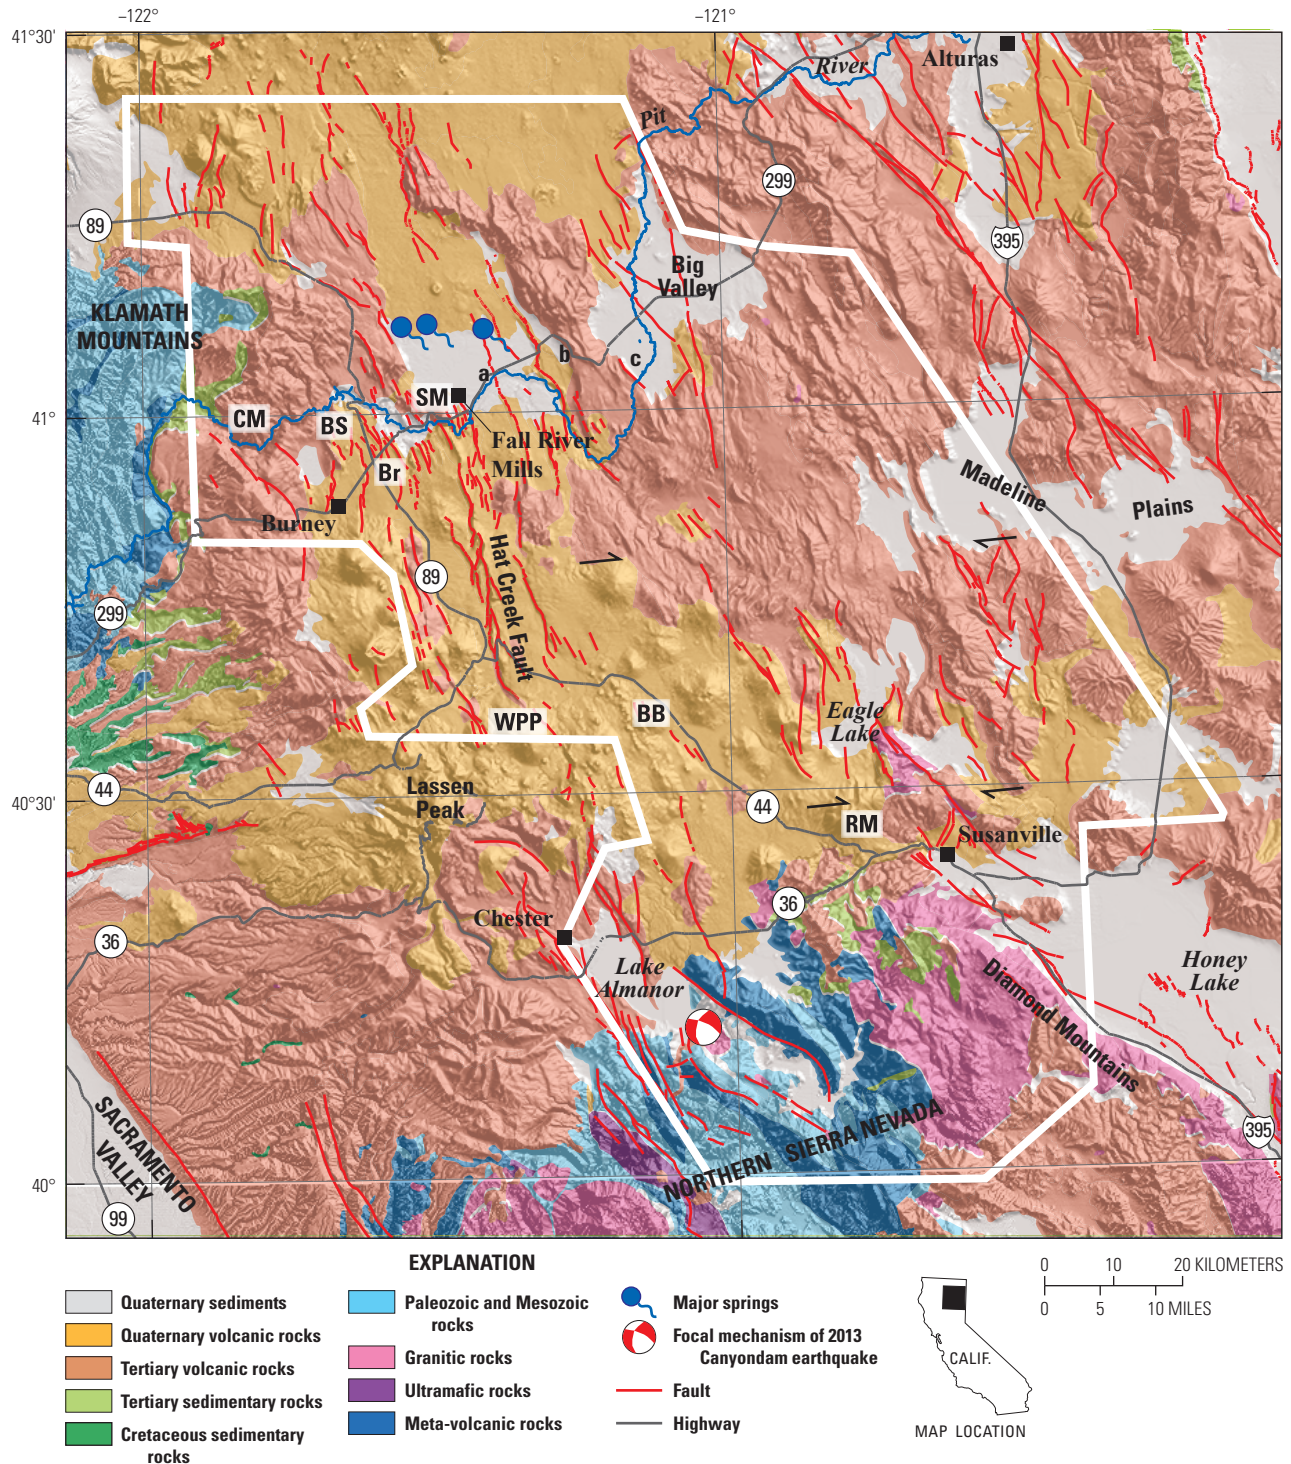 −122°
−121°
41°30'
River
Alturas
Pit
299
89
395
Big
Valley
KLAMATH
MOUNTAINS
b
c
a
SM
41°
CM
BS
Fall River
Mills
Br
Madeline
Plains
Burney
Hat Creek Fault
89
299
Eagle
Lake
BB
WPP
Lassen
Peak
44
40°30'
44
RM
Susanville
36
Chester
36
Lake
Almanor
Honey
Lake
Diamond Mountains
SACRAMENTO
VALLEY
NORTHERN SIERRA NEVADA
395
40°
99
EXPLANATION
Quaternary sediments
Quaternary volcanic rocks
Tertiary volcanic rocks
Tertiary sedimentary rocks
Cretaceous sedimentary
rocks
Paleozoic and Mesozoic
rocks
Granitic rocks
Ultramafic rocks
Meta-volcanic rocks
Major springs
Focal mechanism of 2013
Canyondam earthquake
Fault
Highway
CALIF.
MAP LOCATION
0 10 20 KILOMETERS
0 5 10 MILES